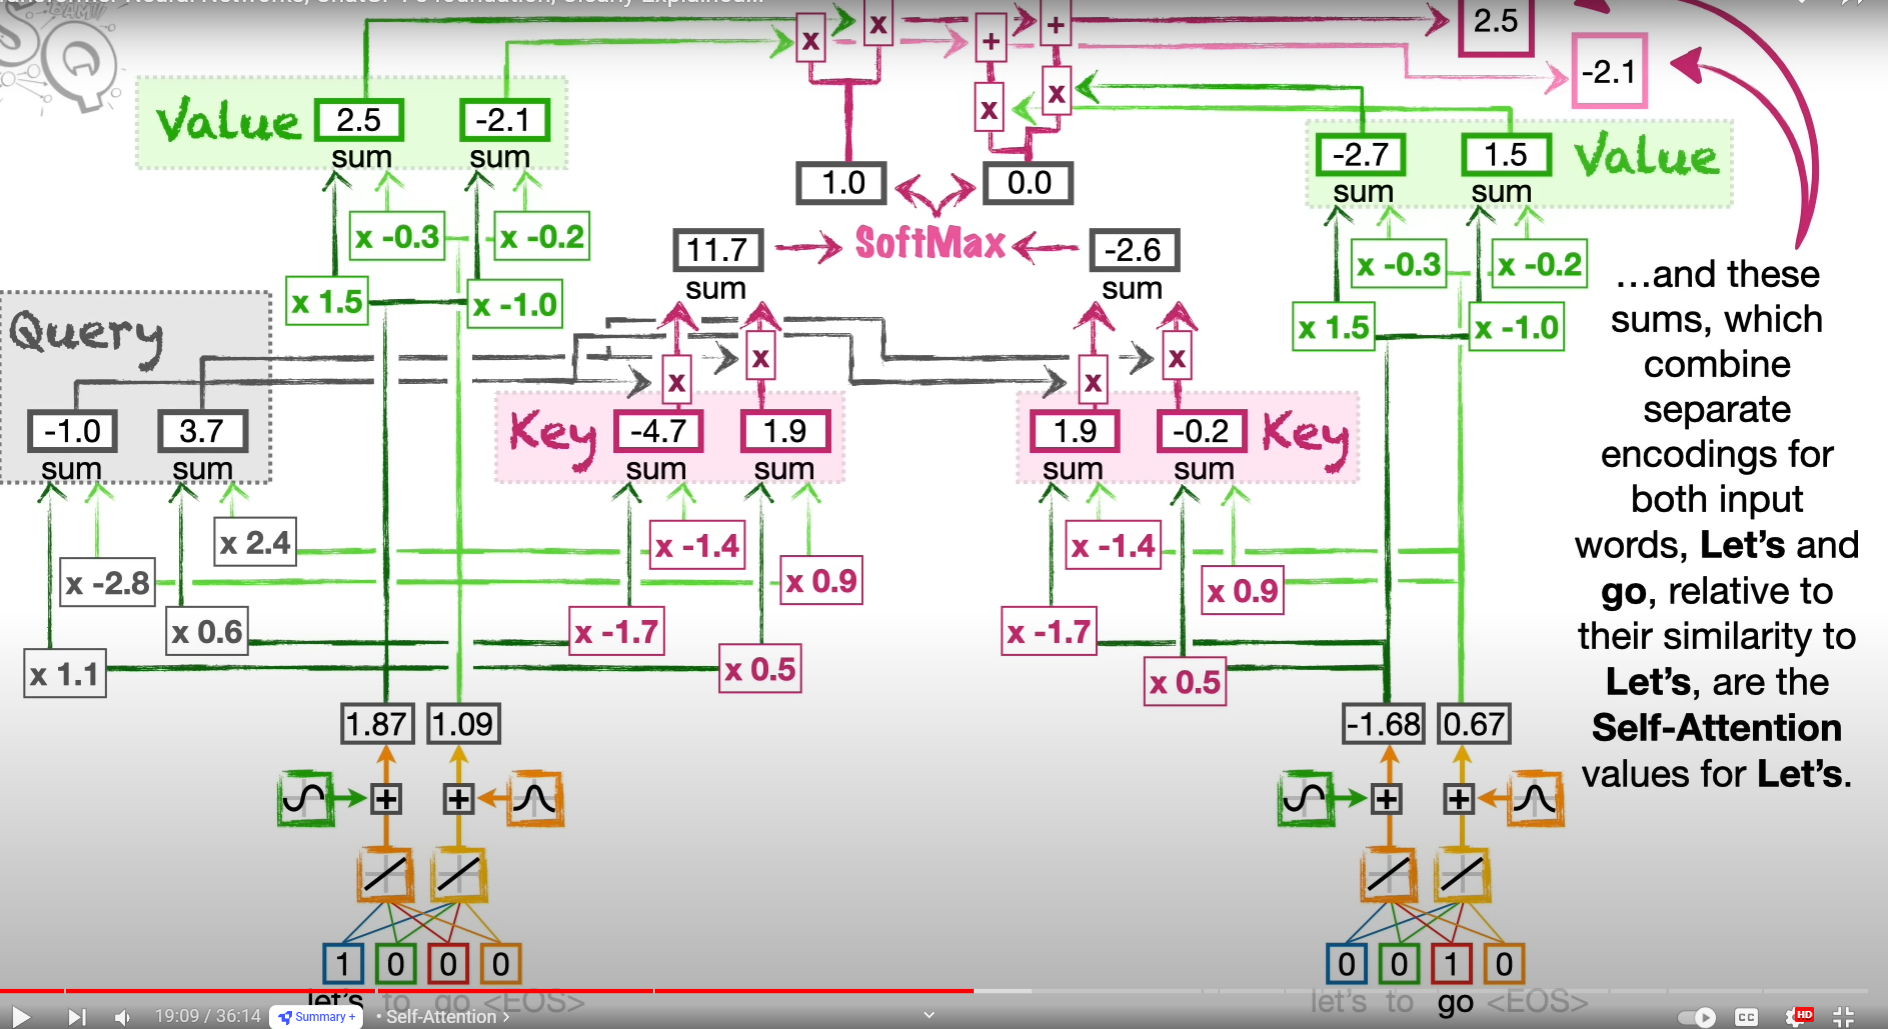 BAM!
SQ
Transformer Neural Networks, ChatGPT's foundation, Clearly Explained!!!
x x + + 2.5
-2.1
x x
Value 2.5 -2.1
sum sum
-2.7 1.5 Value
sum sum
1.0 0.0
SoftMax
x -0.3 x -0.2
x 1.5 x -1.0
11.7 -2.6
sum sum
x -0.3 x -0.2
x 1.5 x -1.0
Query
-1.0 3.7
sum sum
x x
Key -4.7 1.9
sum sum
x x
1.9 -0.2 Key
sum sum
x 2.4
x -2.8
x 0.6
x 1.1
x -1.4
x 0.9
x -1.7
x 0.5
x -1.4
x 0.9
x -1.7
x 0.5
1.87 1.09
-1.68 0.67
+ +
+ +
1 0 0 0
let's to go <EOS>
0 0 1 0
let's to go <EOS>
...and these
sums, which
combine
separate
encodings for
both input
words, Let's and
go, relative to
their similarity to
Let's, are the
Self-Attention
values for Let's.
19:09 / 36:14 Summary + • Self-Attention >
CC HD